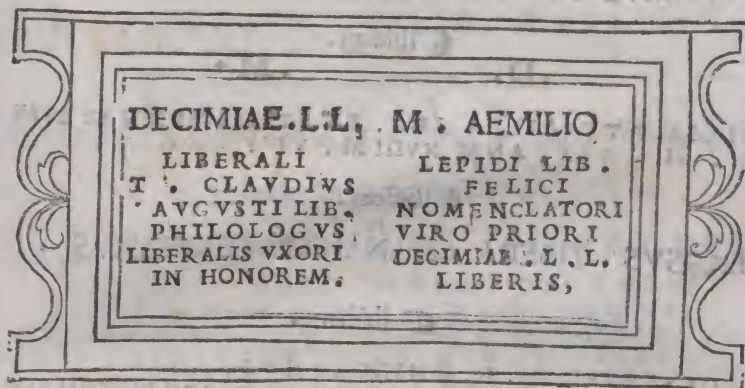 DECIMIAE.L.L,
LIBERALI
T . CLAVDIVS
AVGVSTI LIB.
PHILOLOGVS.
LIBERALIS VXORI
IN HONOREM.
M . AEMILIO
LEPIDI LIB.
FELICI
NOMENCLATORI
VIRO PRIORI
DECIMIAE . L . L.
LIBERIS,